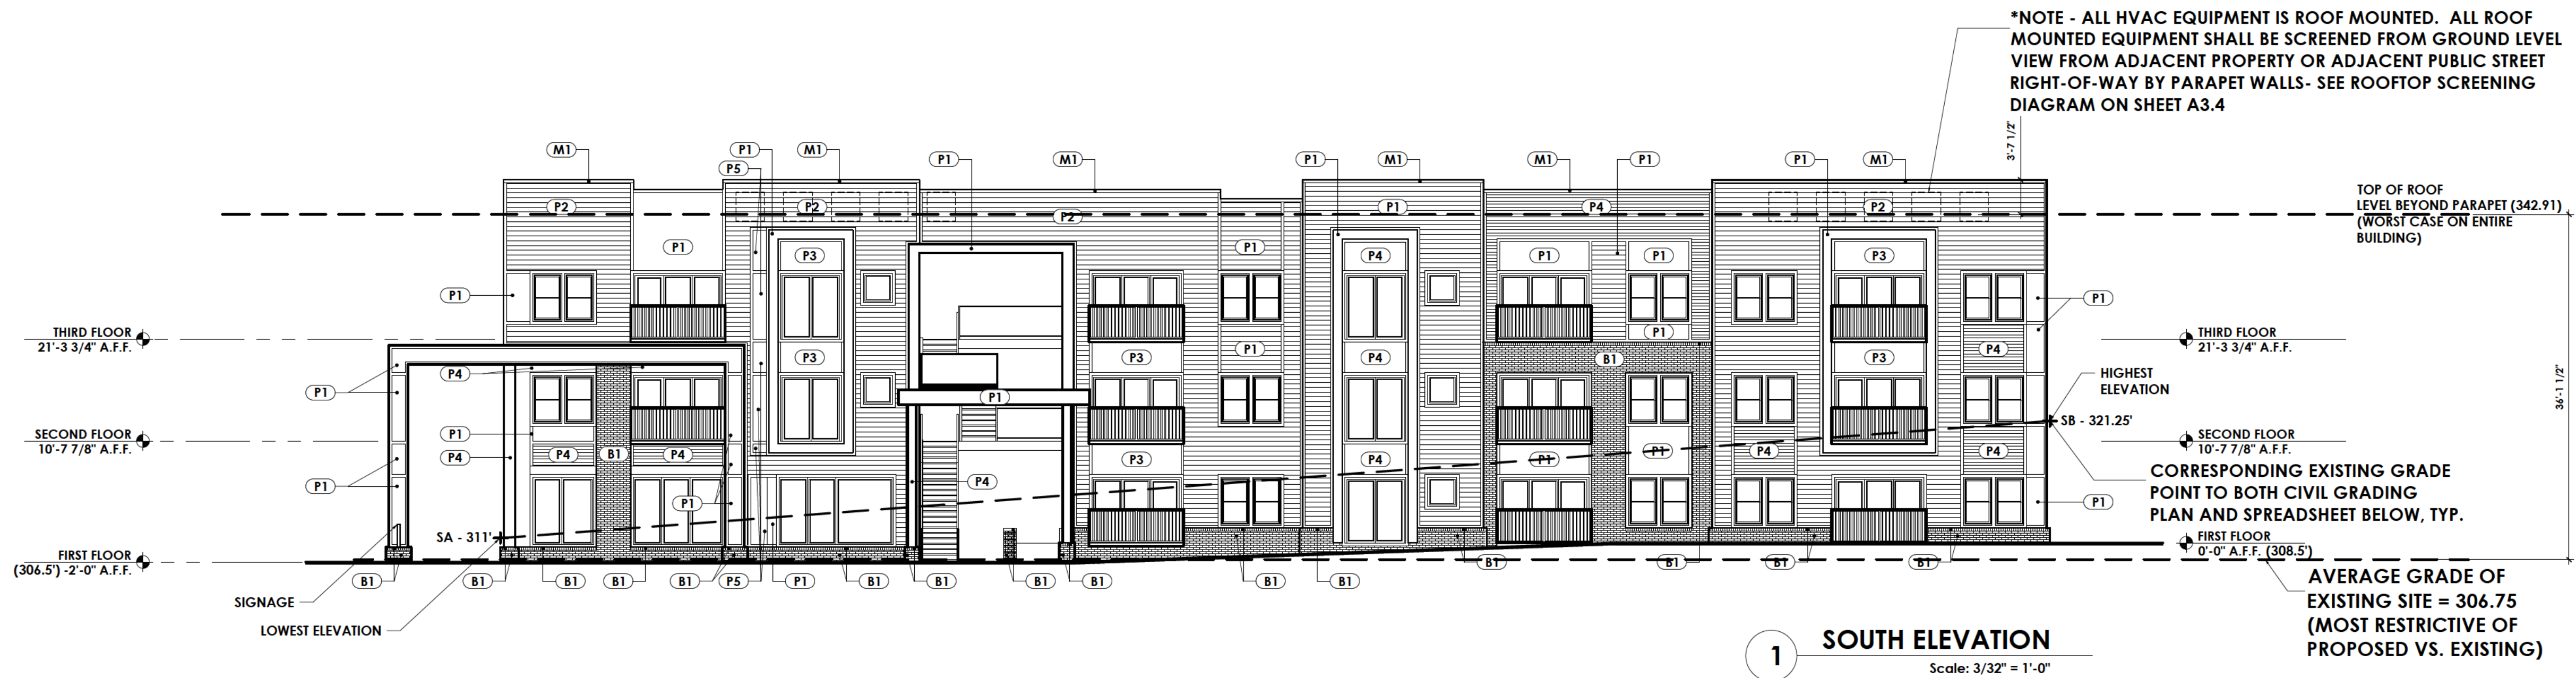 *NOTE - ALL HVAC EQUIPMENT IS ROOF MOUNTED. ALL ROOF
MOUNTED EQUIPMENT SHALL BE SCREENED FROM GROUND LEVEL
VIEW FROM ADJACENT PROPERTY OR ADJACENT PUBLIC STREET
RIGHT-OF-WAY BY PARAPET WALLS- SEE ROOFTOP SCREENING
DIAGRAM ON SHEET A3.4
3'-7 1/2"
M1
P1
M1
P5
P1
M1
P1
M1
M1
P1
P1
M1
TOP OF ROOF
LEVEL BEYOND PARAPET (342.91)
(WORST CASE ON ENTIRE
BUILDING)
P2
P2
P2
P1
P4
P2
P1
P3
P1
P4
P1
P1
P3
P1
P1
THIRD FLOOR
21'-3 3/4" A.F.F.
P1
THIRD FLOOR
21'-3 3/4" A.F.F.
P3
P3
P1
P4
B1
P3
P4
P4
HIGHEST
ELEVATION
P1
P1
36'-1 1/2"
SB - 321.25'
SECOND FLOOR
10'-7 7/8" A.F.F.
P1
SECOND FLOOR
10'-7 7/8" A.F.F.
P4
P4
B1
P4
P3
P4
P1
P1
P4
P4
CORRESPONDING EXISTING GRADE
POINT TO BOTH CIVIL GRADING
PLAN AND SPREADSHEET BELOW, TYP.
P1
P4
P1
P1
SA - 311'
FIRST FLOOR
(306.5') -2'-0" A.F.F.
FIRST FLOOR
0'-0" A.F.F. (308.5')
B1
B1
B1
B1
B1
B1
B1
B1
P5
P1
B1
B1
B1
B1
B1
B1
SIGNAGE
LOWEST ELEVATION
AVERAGE GRADE OF
EXISTING SITE = 306.75
(MOST RESTRICTIVE OF
PROPOSED VS. EXISTING)
1
SOUTH ELEVATION
Scale: 3/32" = 1'-0"